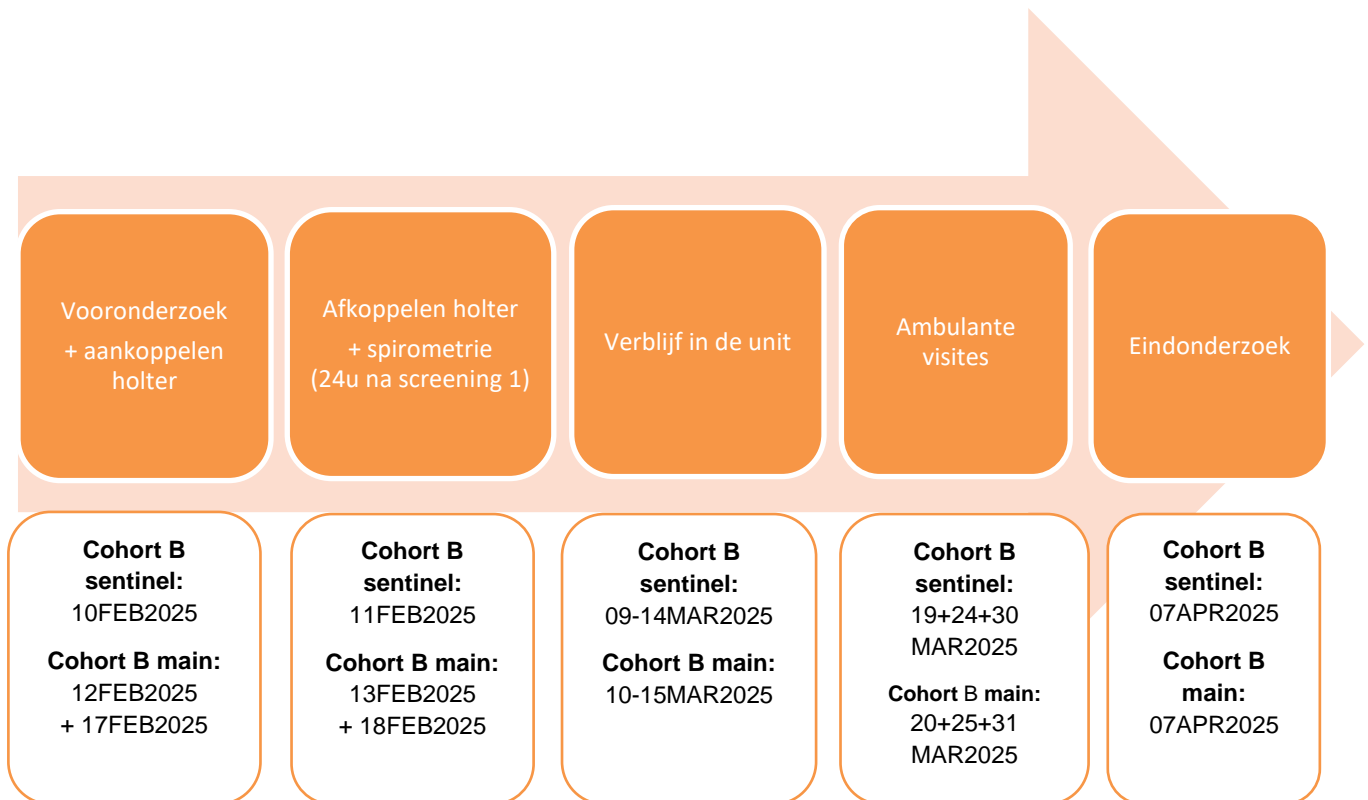 Vooronderzoek
+ aankoppelen
holter
Afkoppelen holter
+ spirometrie
(24u na screening 1)
Verblijf in de unit
Ambulante
visites
Eindonderzoek
Cohort B
sentinel:
10FEB2025
Cohort B main:
12FEB2025
+ 17FEB2025
Cohort B
sentinel:
11FEB2025
Cohort B main:
13FEB2025
+ 18FEB2025
Cohort B
sentinel:
09-14MAR2025
Cohort B main:
10-15MAR2025
Cohort B
sentinel:
19+24+30
MAR2025
Cohort B main:
20+25+31
MAR2025
Cohort B
sentinel:
07APR2025
Cohort B
main:
07APR2025